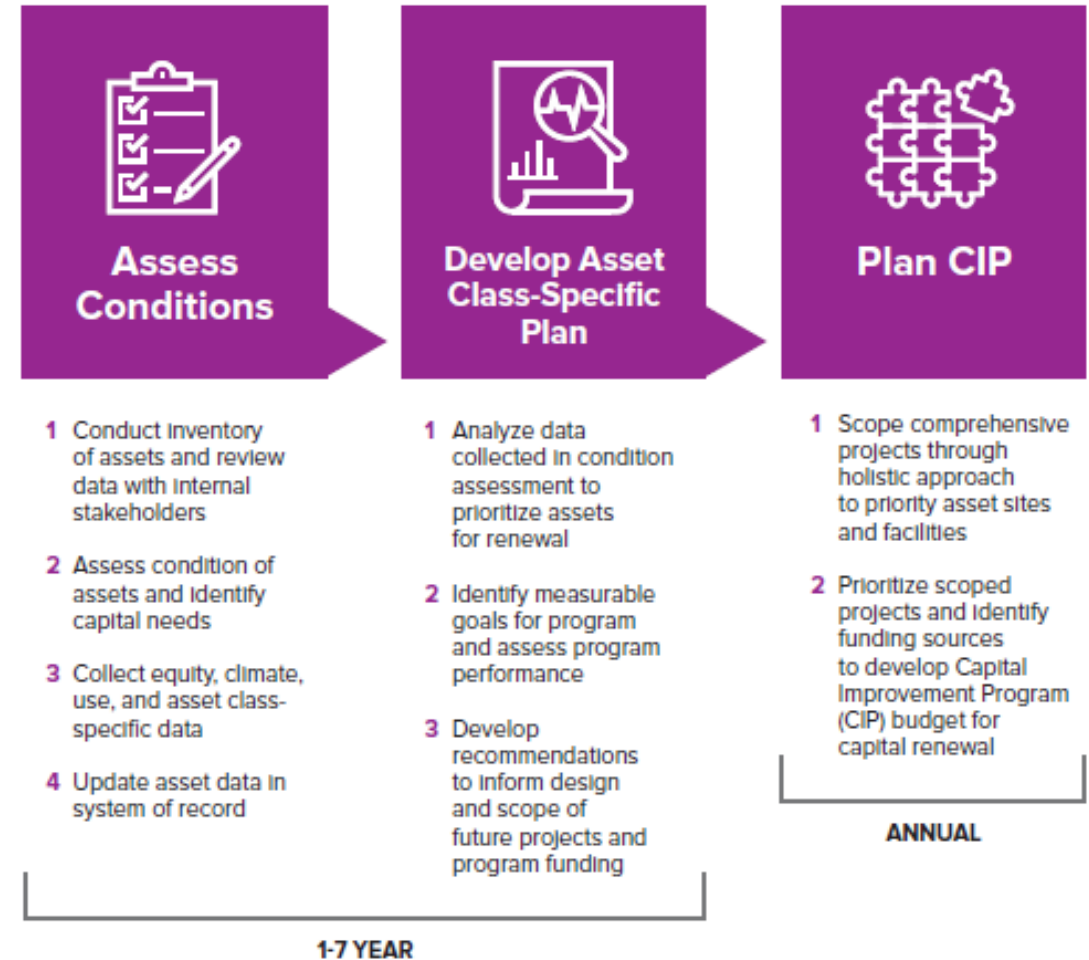 Assess
Conditions
1 Conduct inventory
of assets and review
data with internal
stakeholders
2 Assess condition of
assets and identify
capital needs
3 Collect equity, climate,
use, and asset class-
specific data
4 Update asset data in
system of record
Develop Asset
Class-Specific
Plan
1 Analyze data
collected in condition
assessment to
prioritize assets
for renewal
2 Identify measurable
goals for program
and assess program
performance
3 Develop
recommendations
to inform design
and scope of
future projects and
program funding
1-7 YEAR
Plan CIP
1 Scope comprehensive
projects through
holistic approach
to priority asset sites
and facilities
2 Prioritize scoped
projects and identify
funding sources
to develop Capital
Improvement Program
(CIP) budget for
capital renewal
ANNUAL